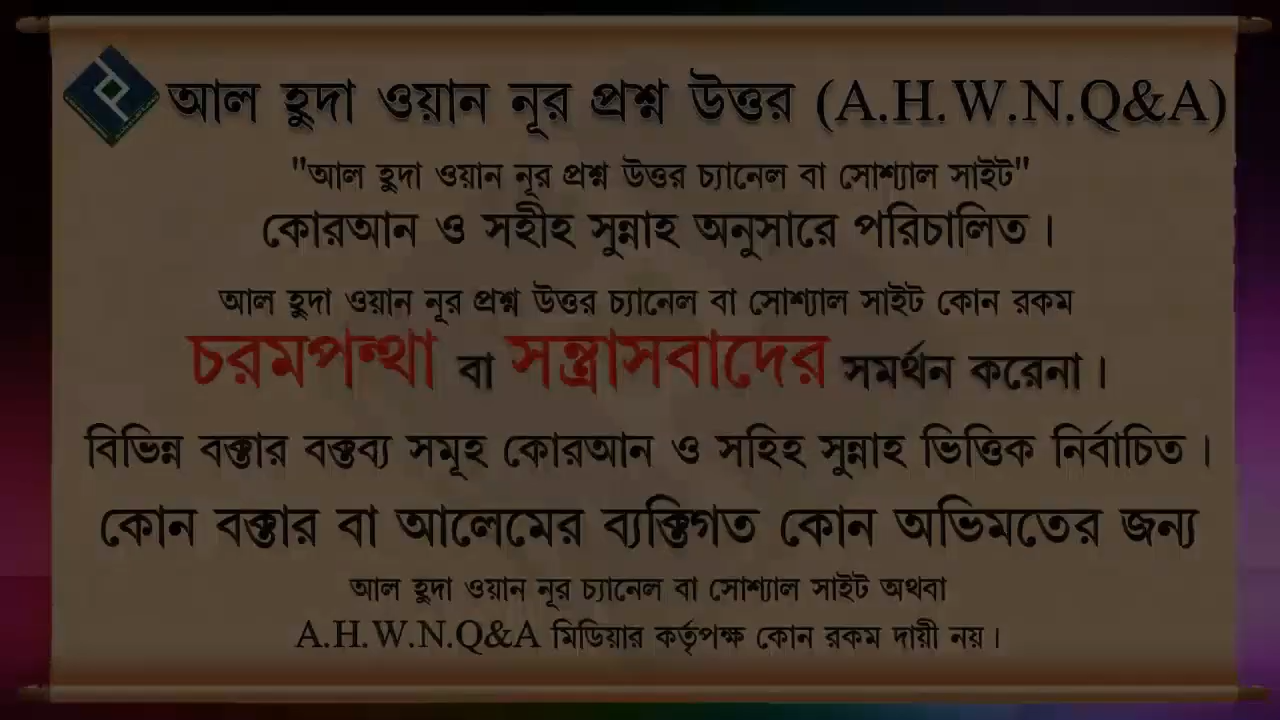 আল হুদা ওয়ান নূর প্রশ্ন উত্তর (A.H.W.N.Q&A)
"আল হুদা ওয়ান নূর প্রশ্ন উত্তর চ্যানেল বা সোশ্যাল সাইট"
কোরআন ও সহীহ সুন্নাহ অনুসারে পরিচালিত।
আল হুদা ওয়ান নূর প্রশ্ন উত্তর চ্যানেল বা সোশ্যাল সাইট কোন রকম
চরমপন্থা বা সন্ত্রাসবাদের সমর্থন করেনা।
বিভিন্ন বক্তার বক্তব্য সমূহ কোরআন ও সহিহ সুন্নাহ ভিত্তিক নির্বাচিত।
কোন বক্তার বা আলেমের ব্যক্তিগত কোন অভিমতের জন্য
আল হুদা ওয়ান নূর চ্যানেল বা সোশ্যাল সাইট অথবা
A.H.W.N.Q&A মিডিয়ার কর্তৃপক্ষ কোন রকম দায়ী নয়।